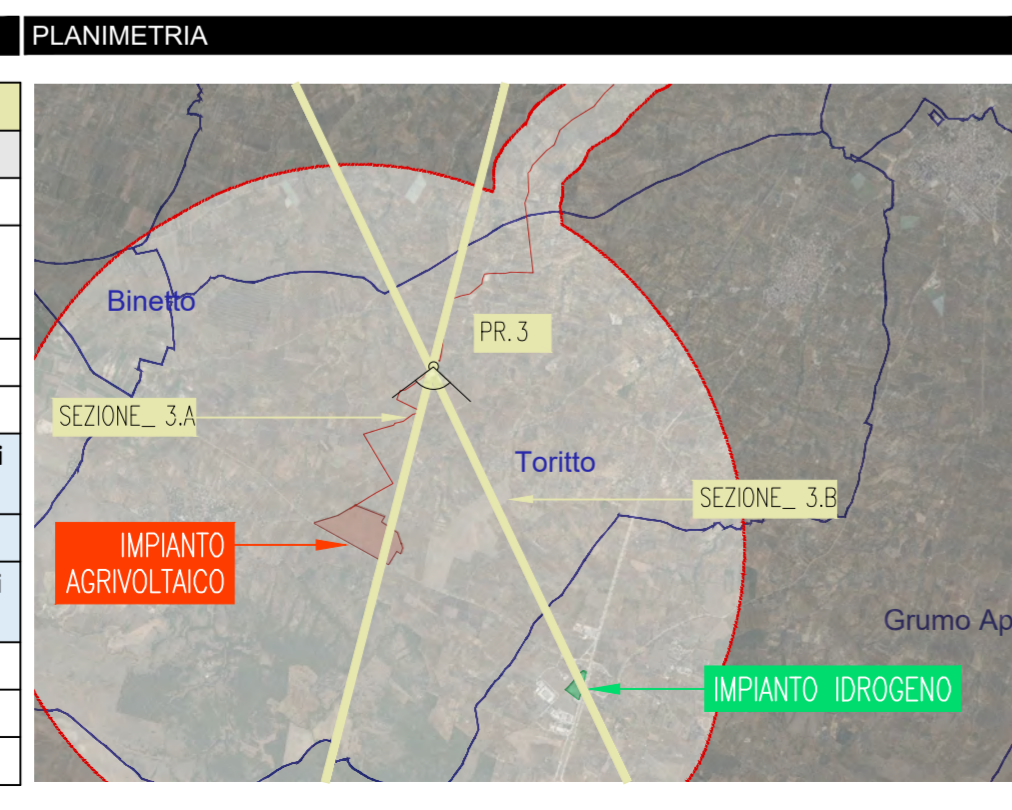 PLANIMETRIA
Binetto
PR.3
SEZIONE_ 3.A
Toritto
SEZIONE_ 3.B
i
IMPIANTO
AGRIVOLTAICO
i
Grumo Ap
IMPIANTO IDROGENO